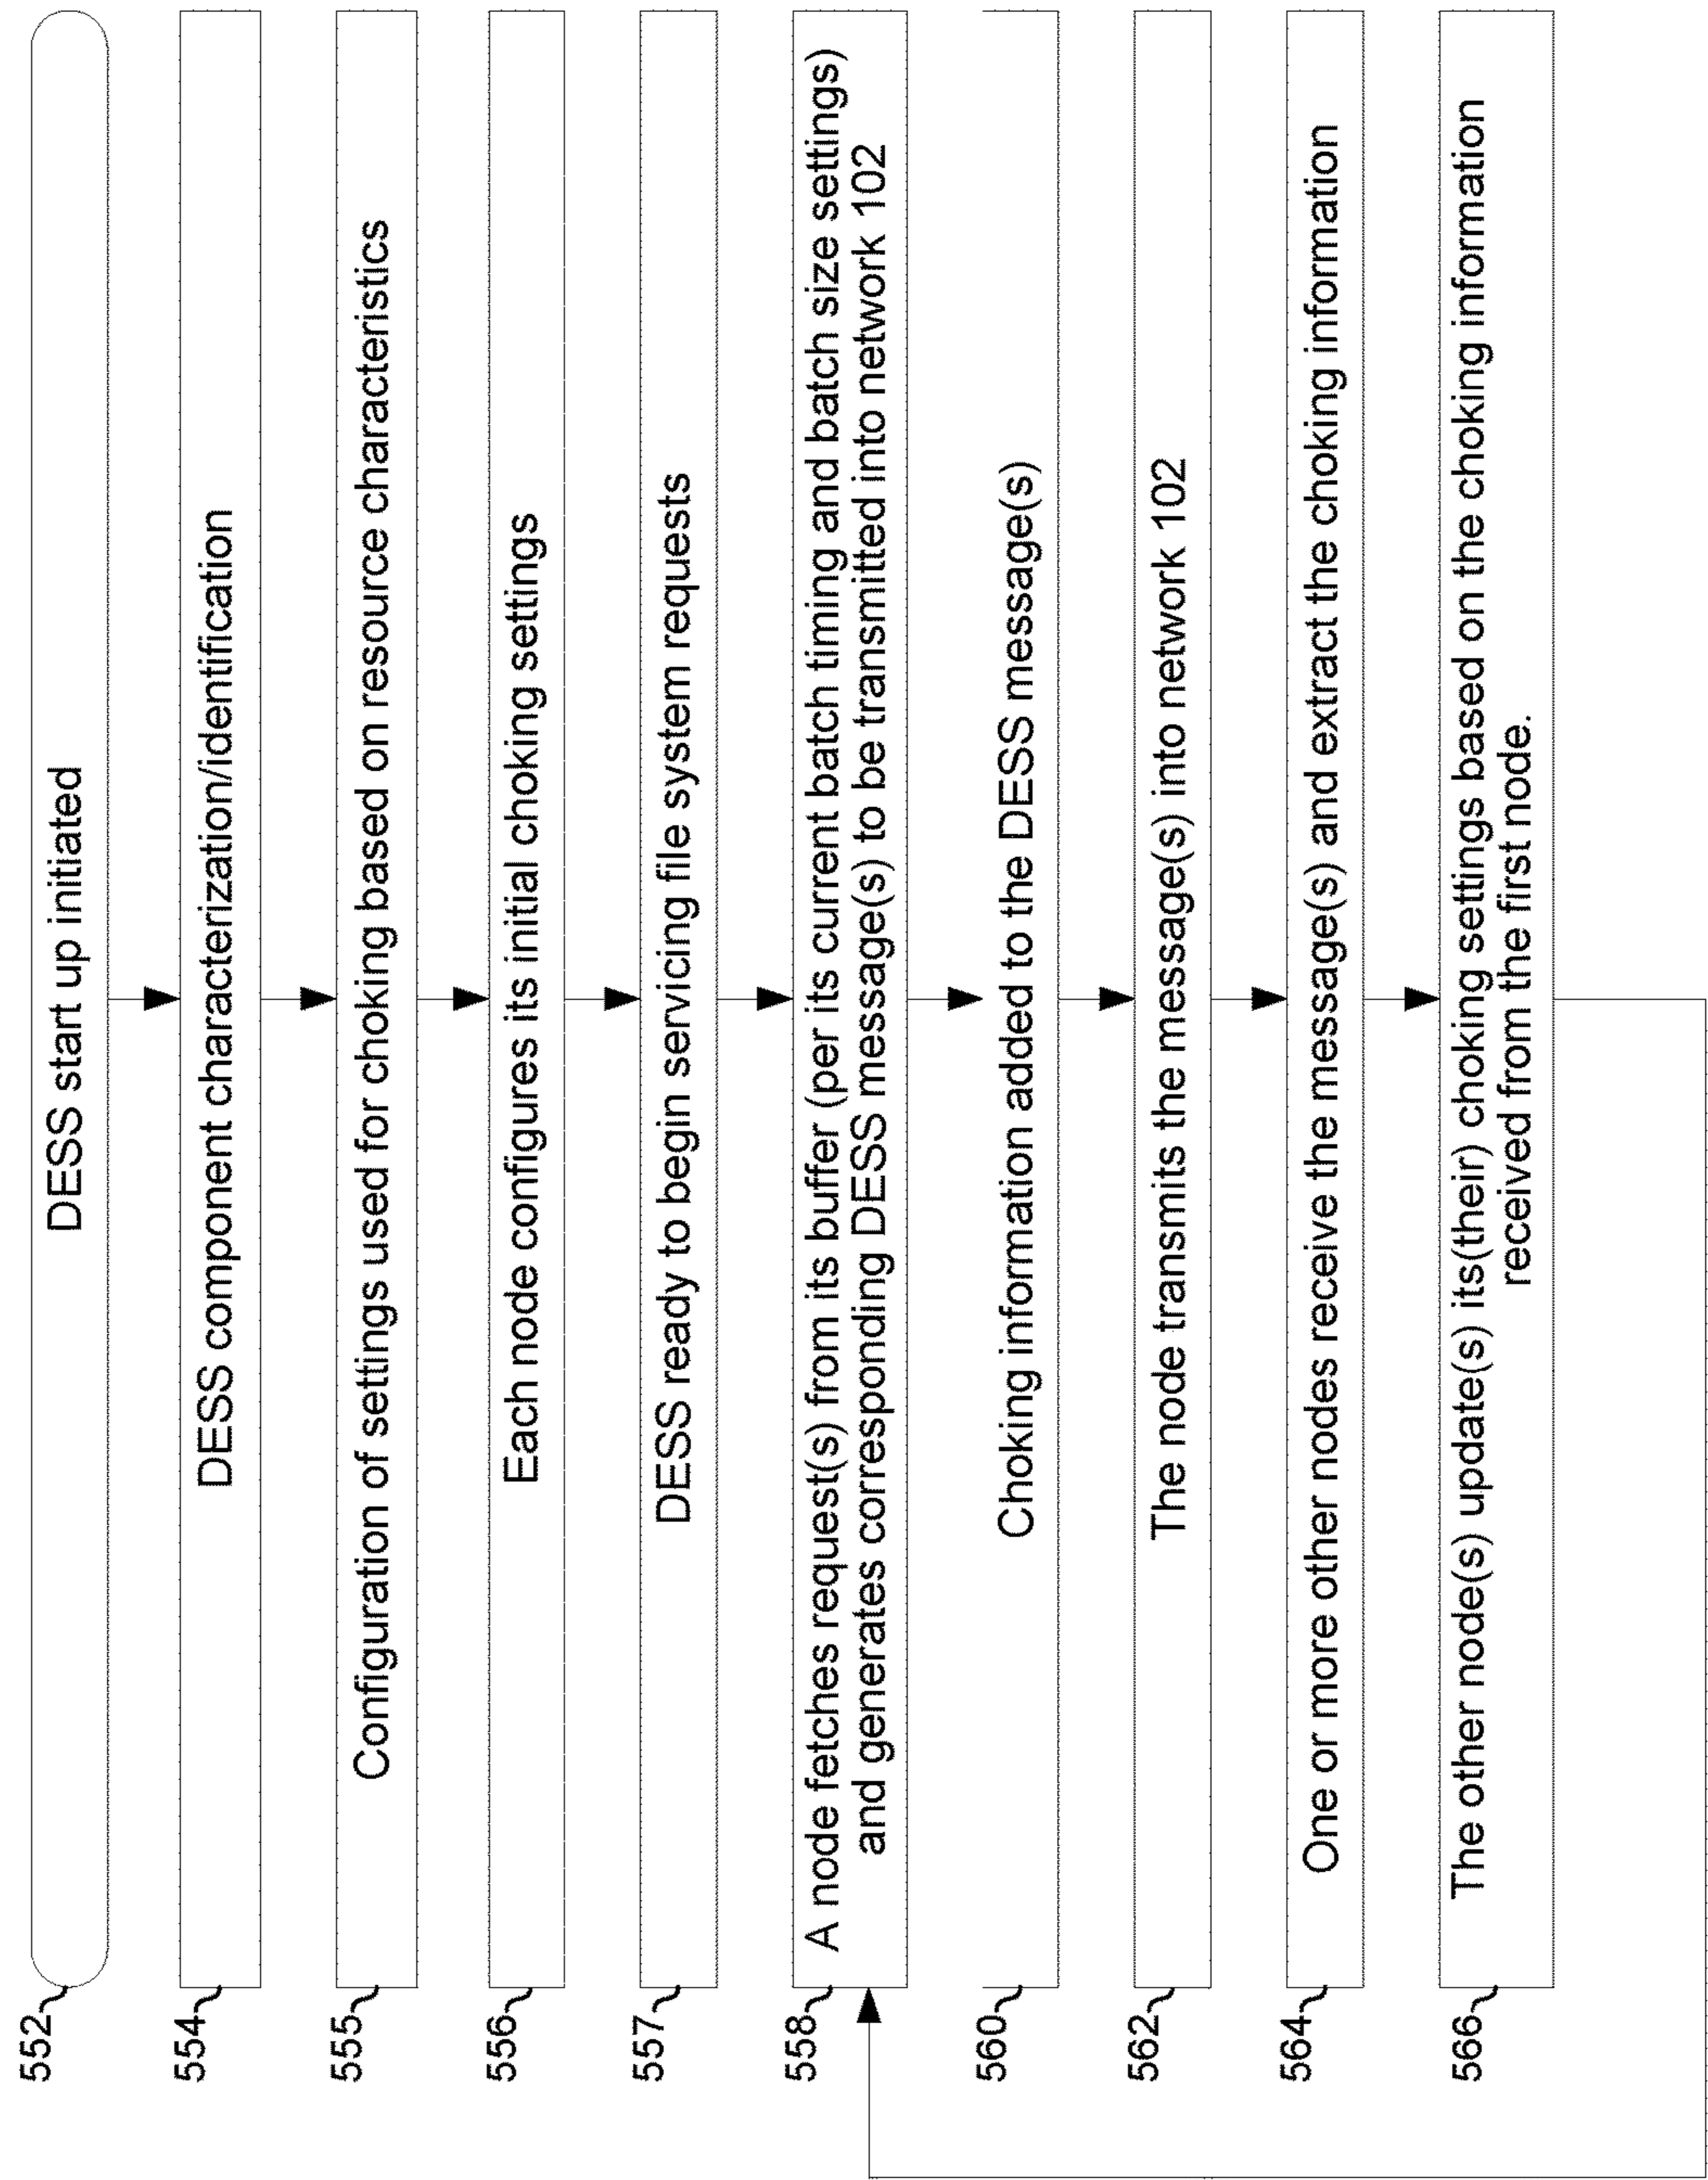 552
DESS start up initiated
554
DESS component characterization/identification
555
Configuration of settings used for choking based on resource characteristics
556
Each node configures its initial choking settings
557
DESS ready to begin servicing file system requests
558
A node fetches request(s) from its buffer (per its current batch timing and batch size settings)
and generates corresponding DESS message(s) to be transmitted into network 102
560
Choking information added to the DESS message(s)
562
The node transmits the message(s) into network 102
564
One or more other nodes receive the message(s) and extract the choking information
566
The other node(s) update(s) its(their) choking settings based on the choking information
received from the first node.